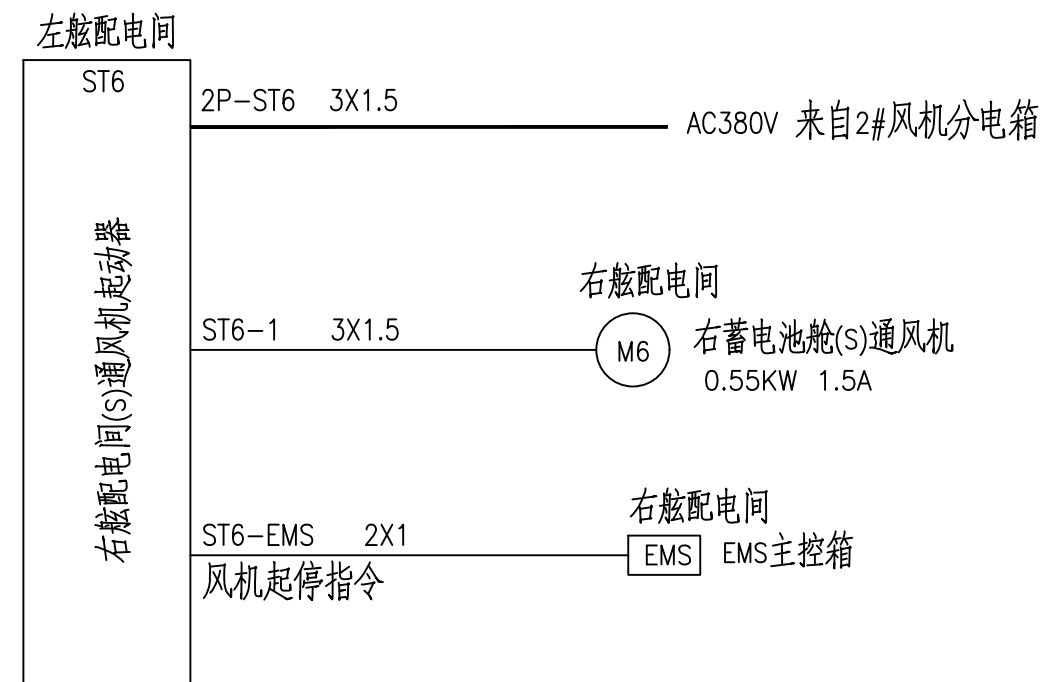 左舷配电间
ST6
2P-ST6 3X1.5
AC380V 来自2#风机分电箱
右舷配电间(S)通风机起动器
右舷配电间
ST6-1 3X1.5
M6
右蓄电池舱(S)通风机
0.55KW 1.5A
右舷配电间
ST6-EMS 2X1
EMS
EMS主控箱
风机起停指令